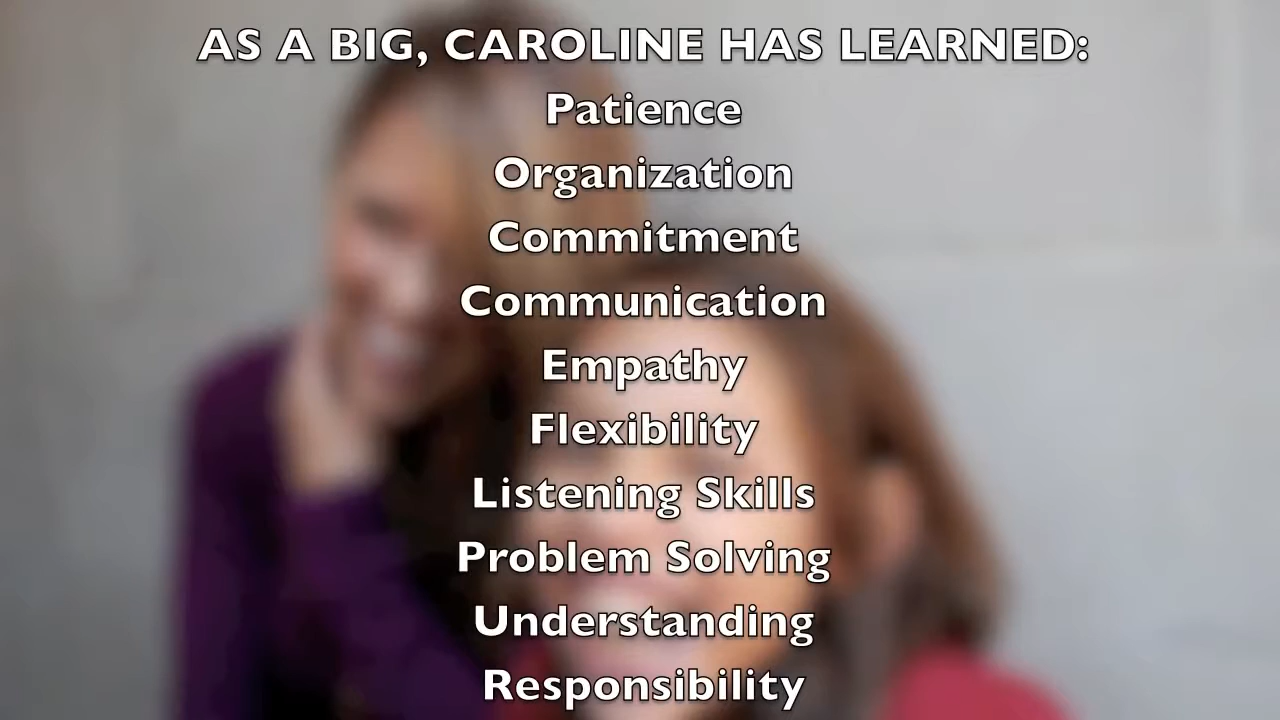 AS A BIG, CAROLINE HAS LEARNED:
Patience
Organization
Commitment
Communication
Empathy
Flexibility
Listening Skills
Problem Solving
Understanding
Responsibility